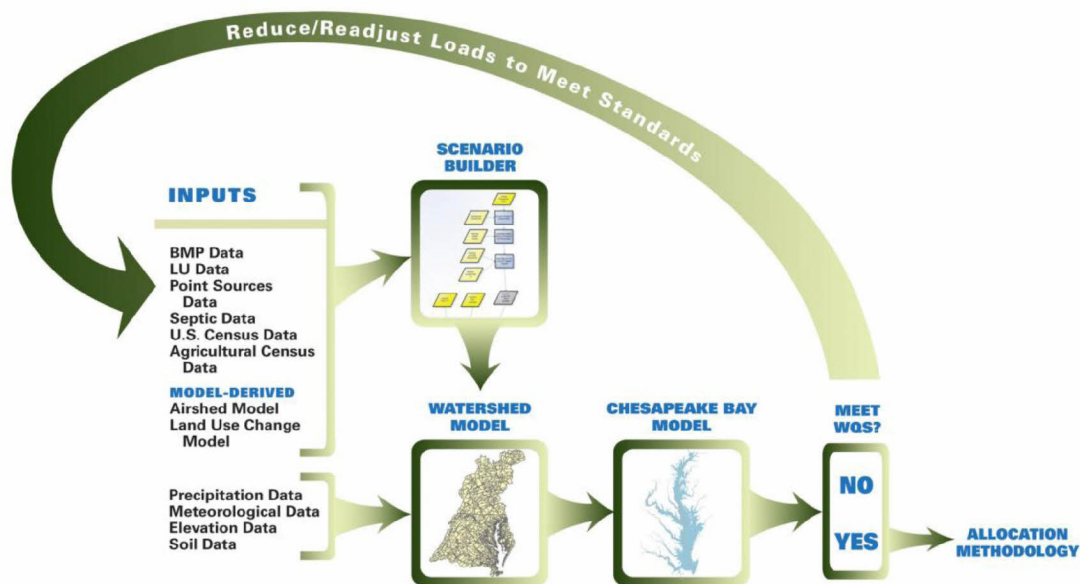 Reduce/Readjust Loads to Meet Standards
SCENARIO
BUILDER
INPUTS
BMP Data
LU Data
Point Sources
Data
Septic Data
U.S. Census Data
Agricultural Census
Data
MODEL-DERIVED
Airshed Model
Land Use Change
Model
Precipitation Data
Meteorological Data
Elevation Data
Soil Data
WATERSHED
MODEL
CHESAPEAKE BAY
MODEL
MEET
WQS?
NO
YES
ALLOCATION
METHODOLOGY